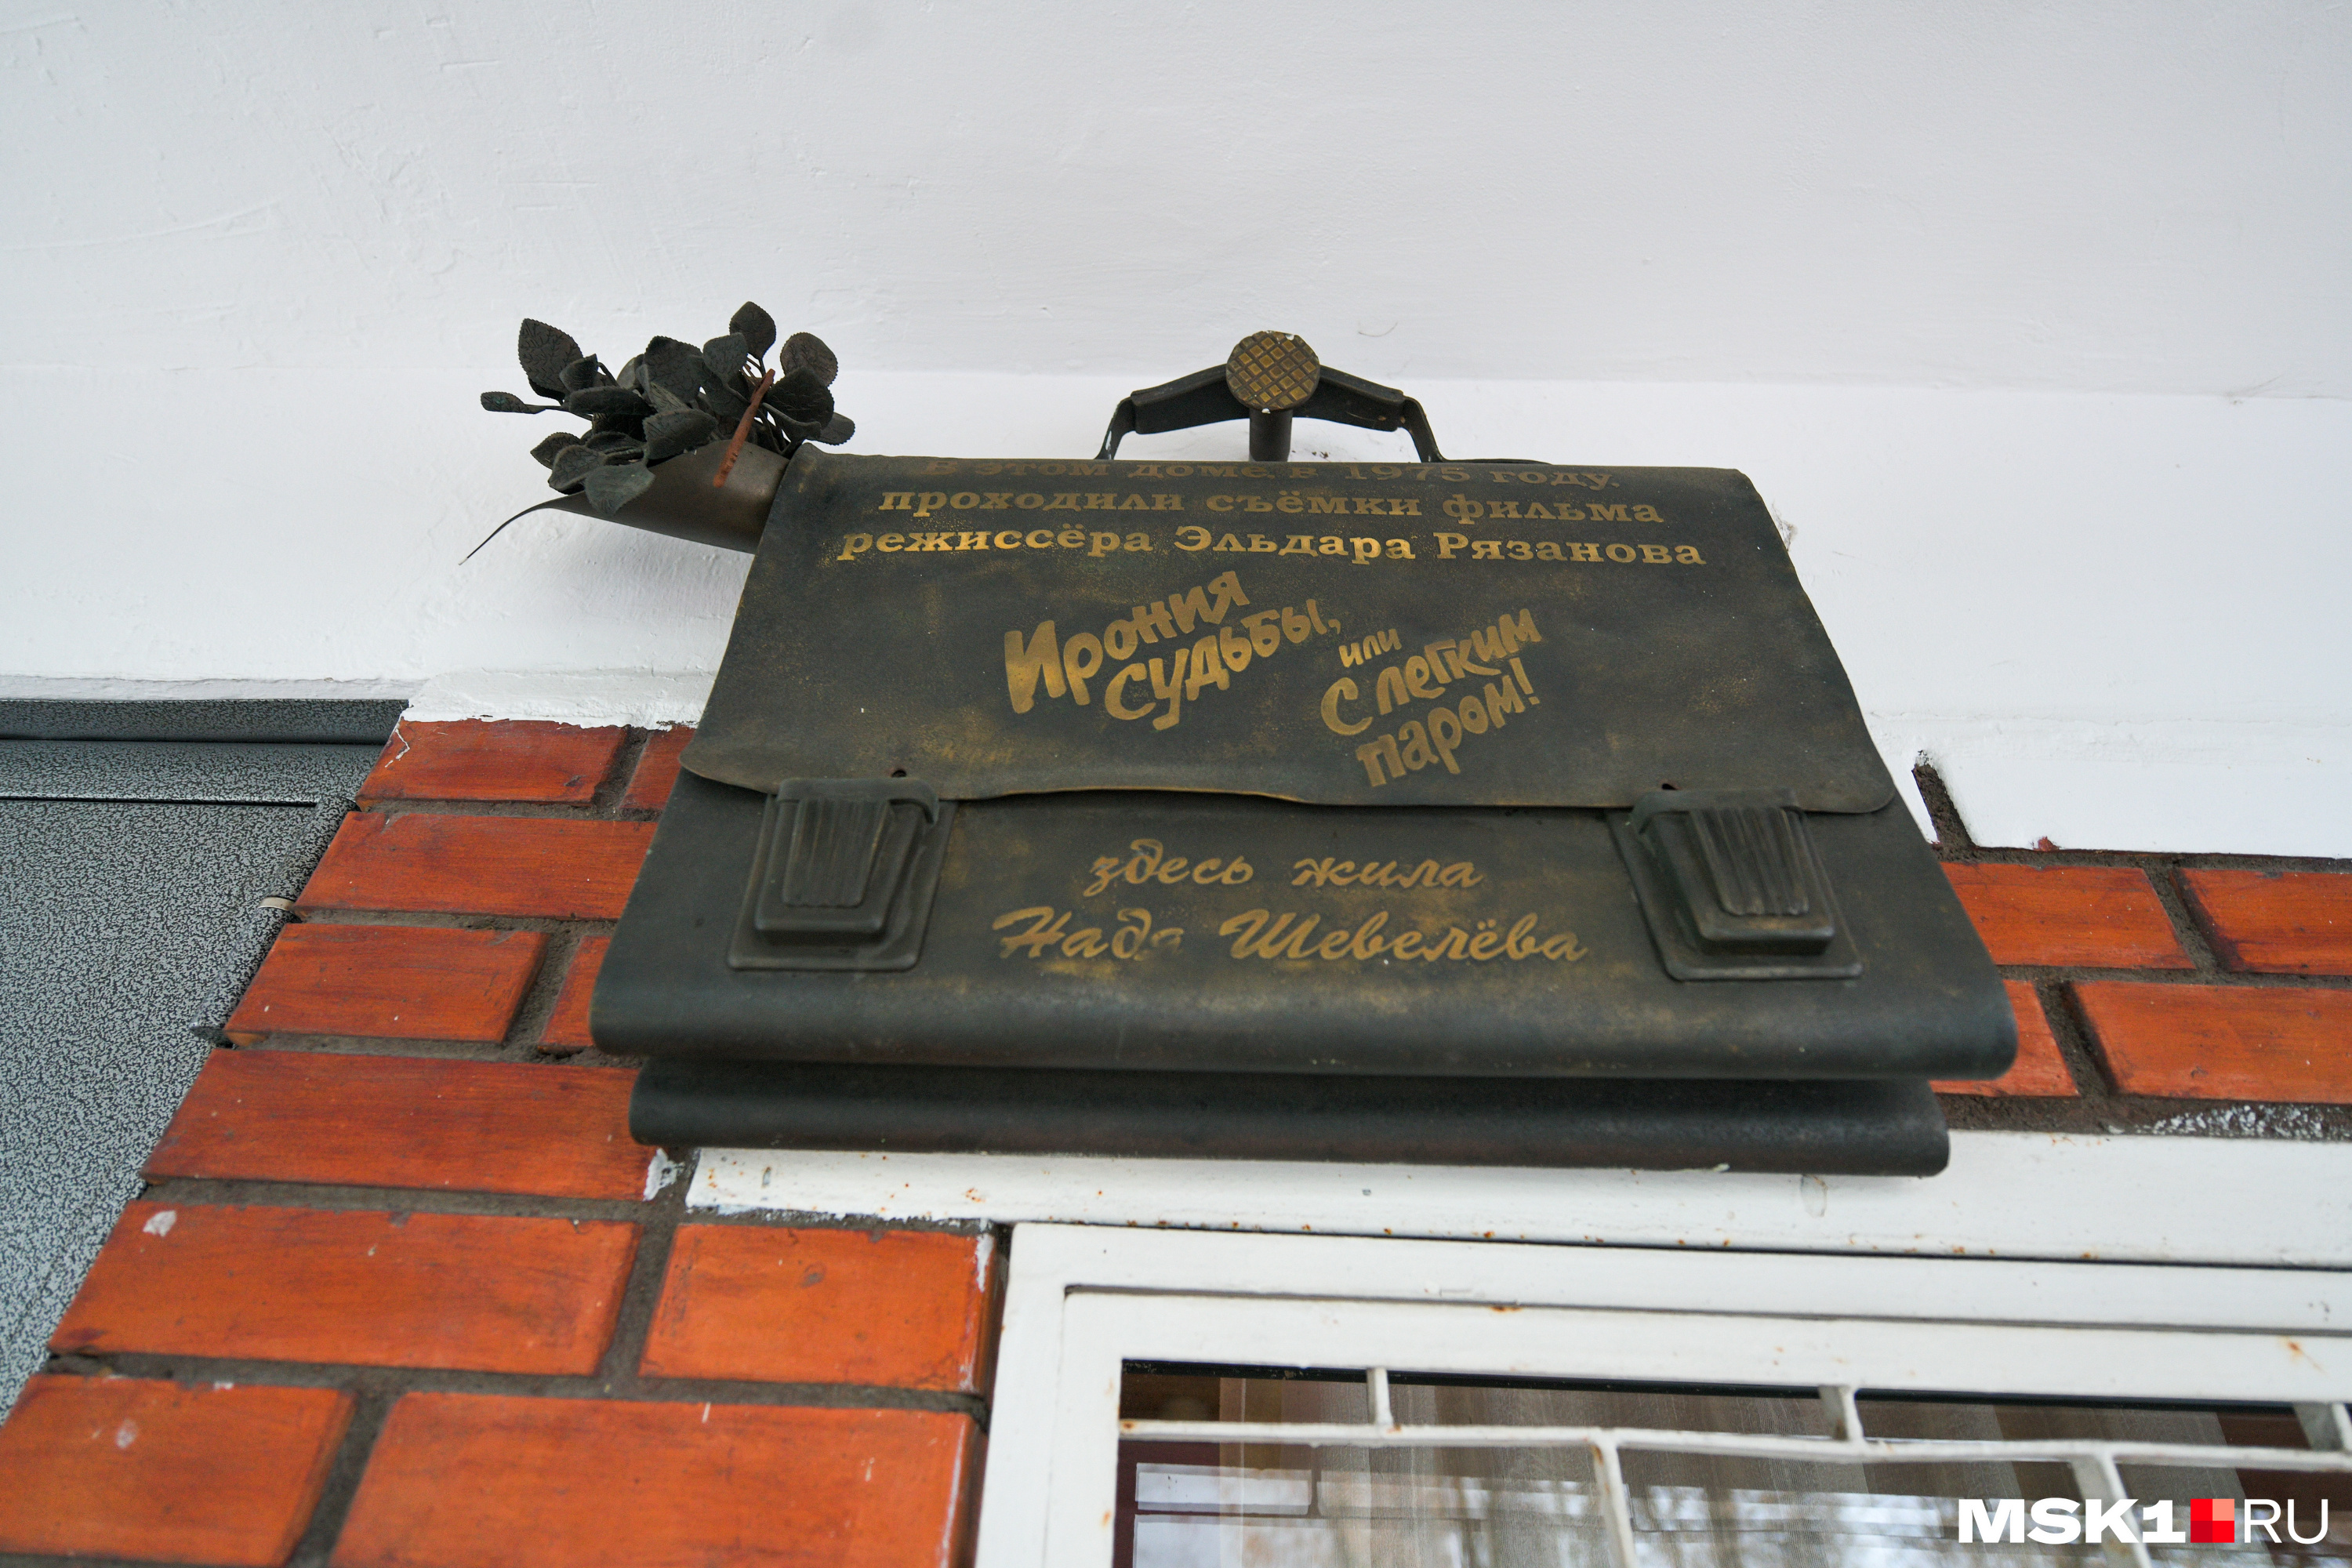 В этом доме в 1975 году.
проходили съёмки фильма
режиссёра Эльдара Рязанова
Ирония
судьбы,
или
С легким
паром!
здесь жила
Надя Шевелёва
MSK1.RU